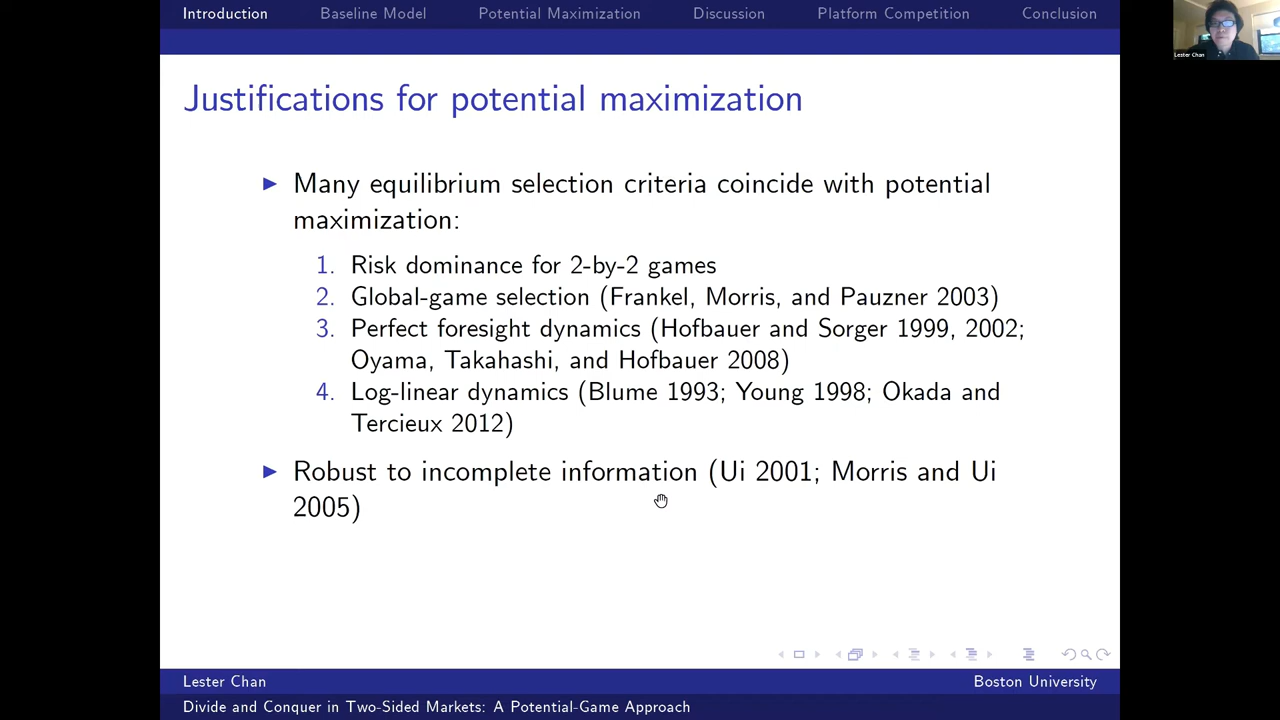 Introduction Baseline Model Potential Maximization Discussion Platform Competition Conclusion
Lester Chan
Justifications for potential maximization
Many equilibrium selection criteria coincide with potential
maximization:
1. Risk dominance for 2-by-2 games
2. Global-game selection (Frankel, Morris, and Pauzner 2003)
3. Perfect foresight dynamics (Hofbauer and Sorger 1999, 2002;
Oyama, Takahashi, and Hofbauer 2008)
4. Log-linear dynamics (Blume 1993; Young 1998; Okada and
Tercieux 2012)
Robust to incomplete information (Ui 2001; Morris and Ui
2005)
Lester Chan Boston University
Divide and Conquer in Two-Sided Markets: A Potential-Game Approach